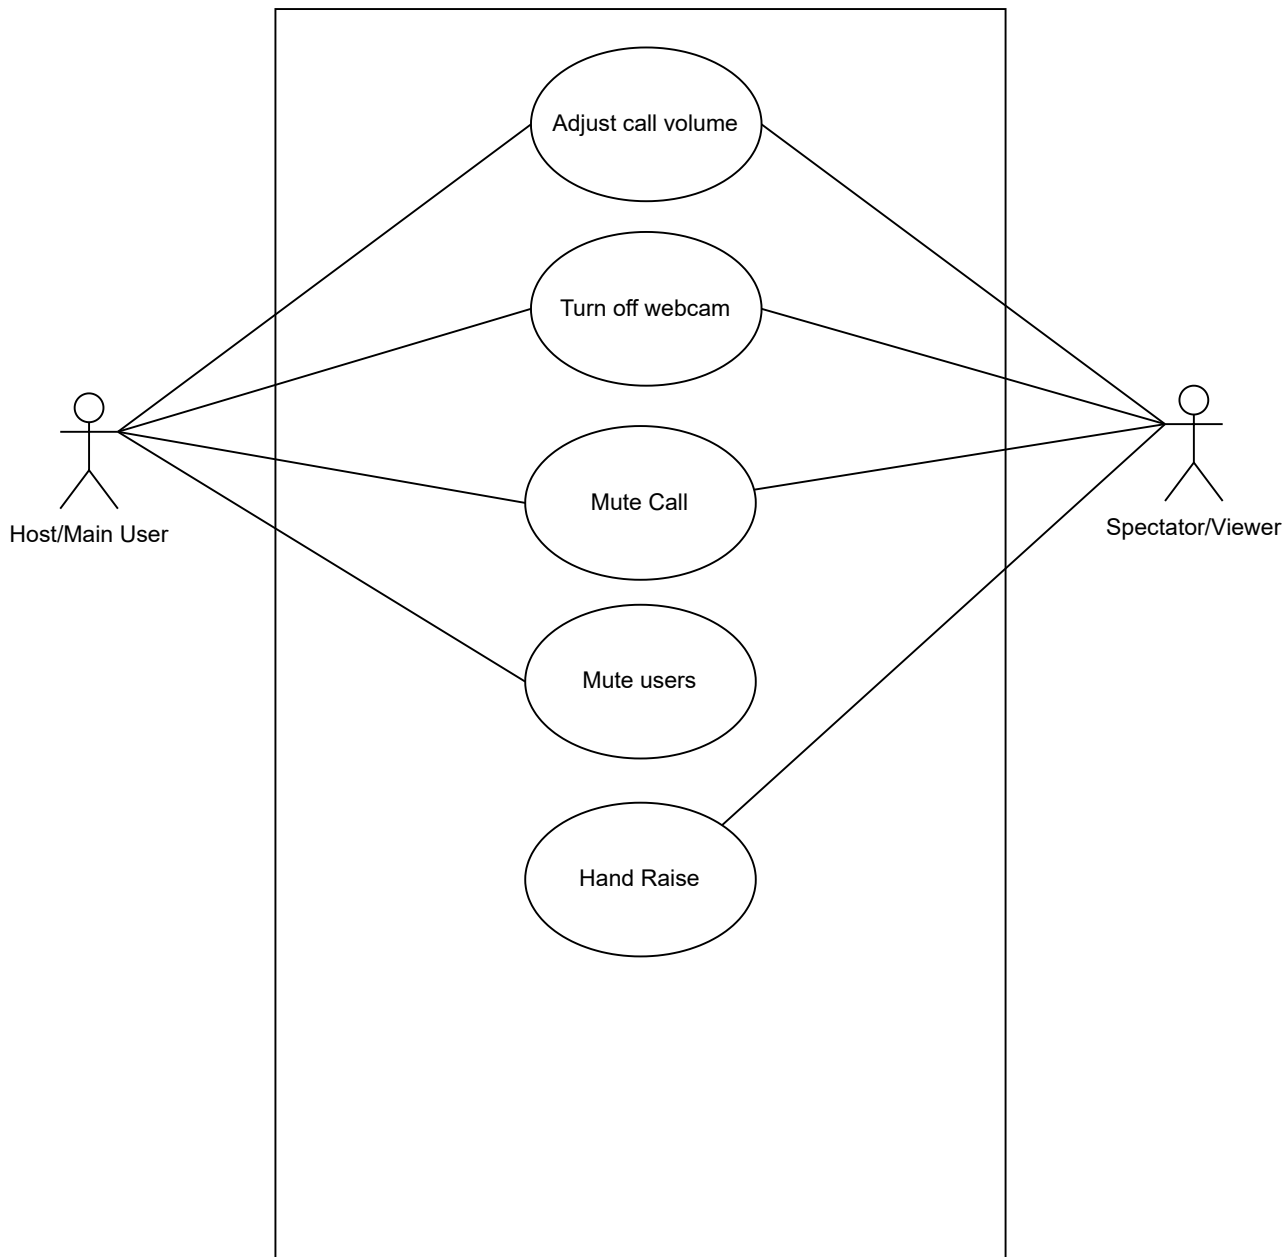 Adjust call volume
Turn off webcam
Mute Call
Host/Main User
Spectator/Viewer
Mute users
Hand Raise